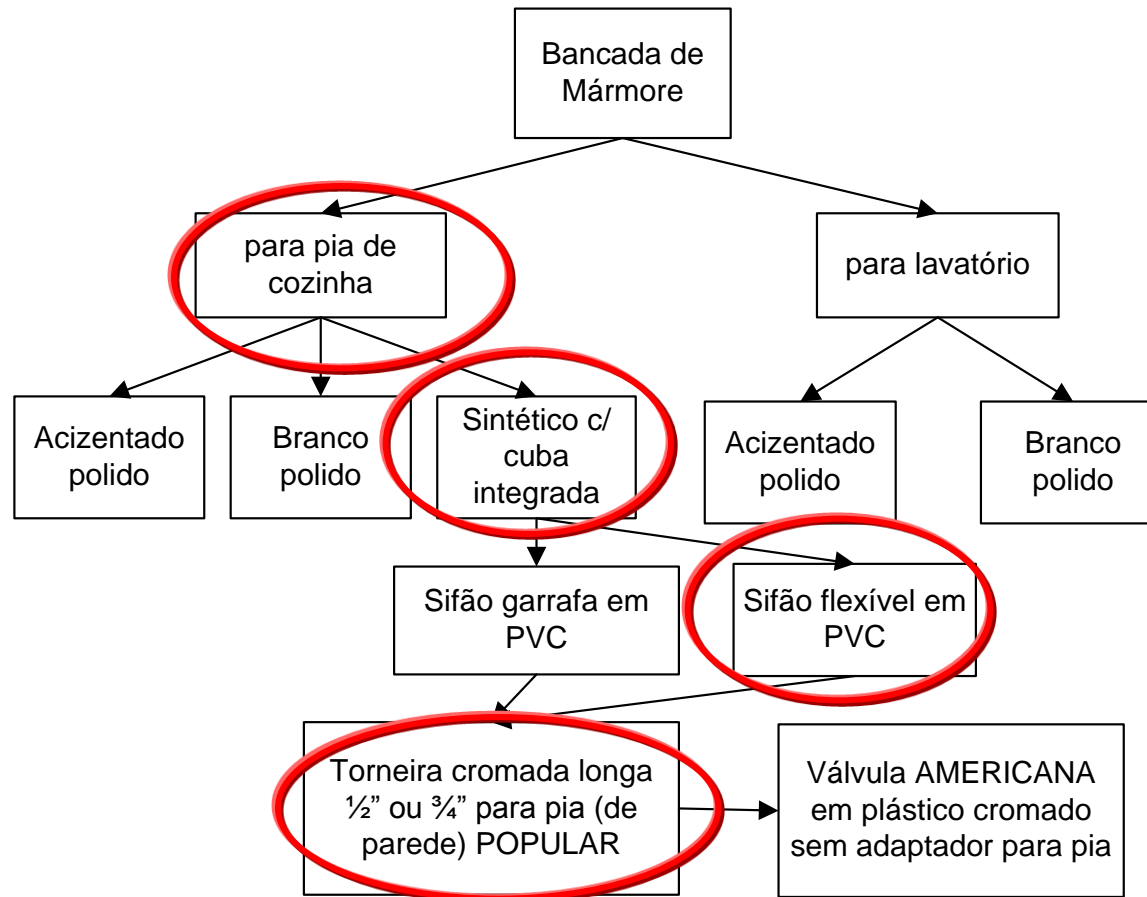 Bancada de
Mármore
para pia de
cozinha
para lavatório
Acizentado
polido
Branco
polido
Sintético c/
cuba
integrada
Acizentado
polido
Branco
polido
Sifão garrafa em
PVC
Sifão flexível em
PVC
Torneira cromada longa
½” ou ¾” para pia (de
parede) POPULAR
Válvula AMERICANA
em plástico cromado
sem adaptador para pia